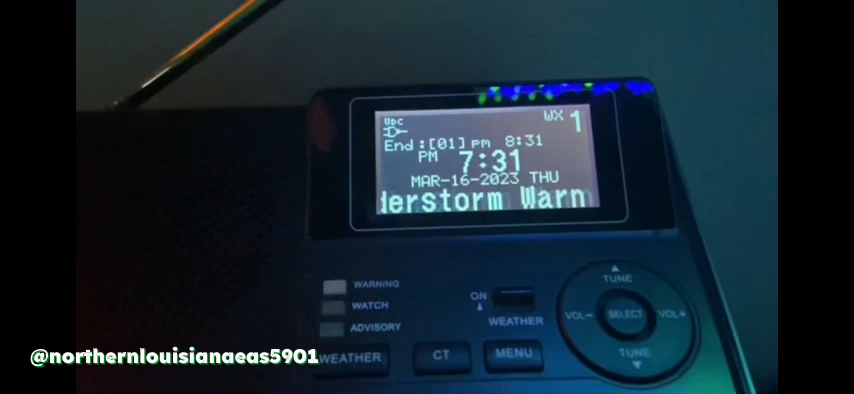 VDC
WX 1
End :[01] pm 8:31
PM 7:31
MAR-16-2023 THU
derstorm Warn
WARNING
WATCH
ADVISORY
ON
WEATHER
TUNE
VOL- SELECT VOL+
TUNE
WEATHER CT MENU
@northernlouisianaeas5901